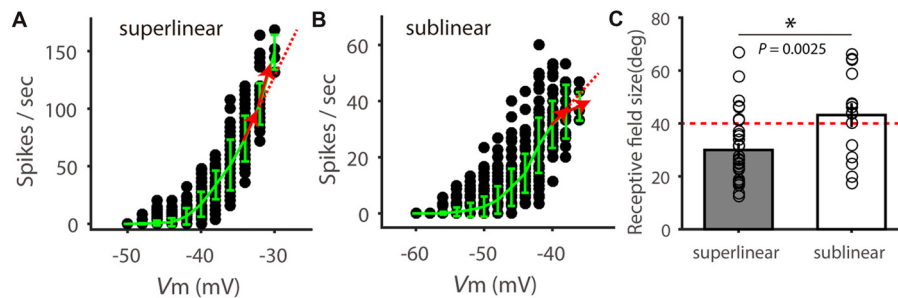 A
superlinear
Spikes / sec
150
100
50
0
-50
-40
-30
Vm (mV)
B
sublinear
Spikes / sec
60
40
20
0
-60
-50
-40
Vm (mV)
C
Receptive field size(deg)
80
60
40
20
0
*
P = 0.0025
superlinear
sublinear